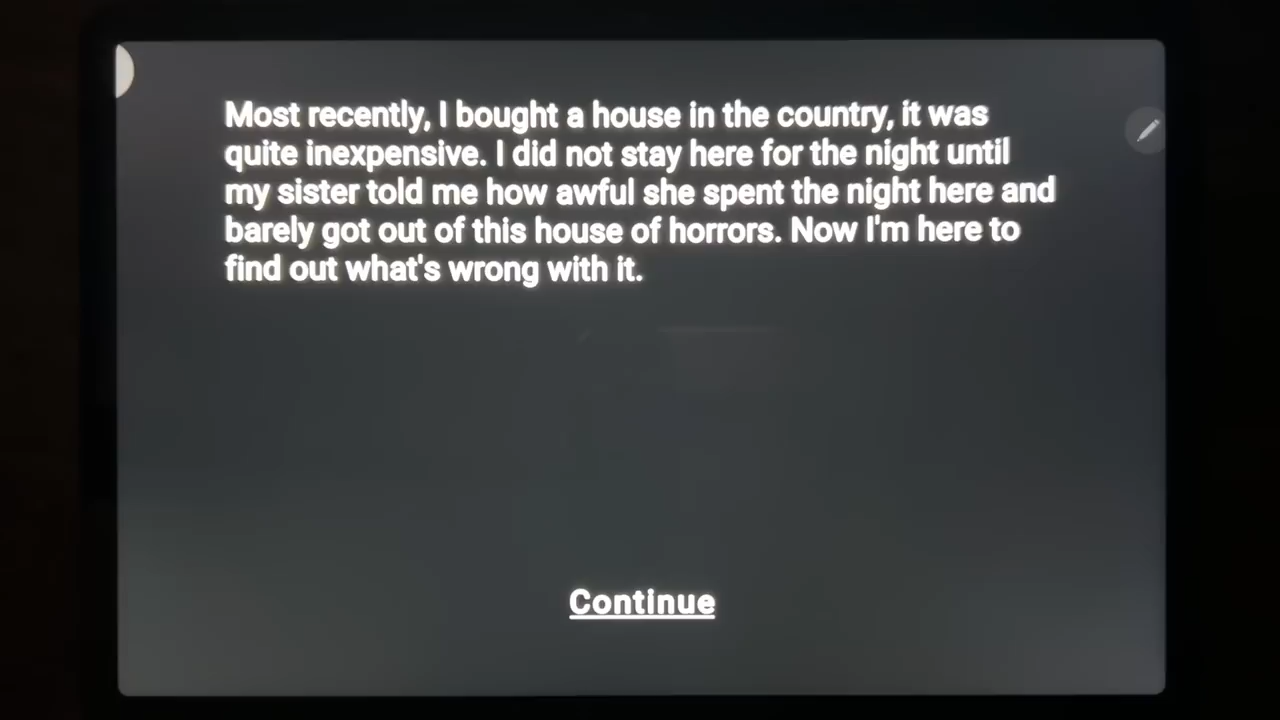 Most recently, I bought a house in the country, it was
quite inexpensive. I did not stay here for the night until
my sister told me how awful she spent the night here and
barely got out of this house of horrors. Now I'm here to
find out what's wrong with it.
Continue